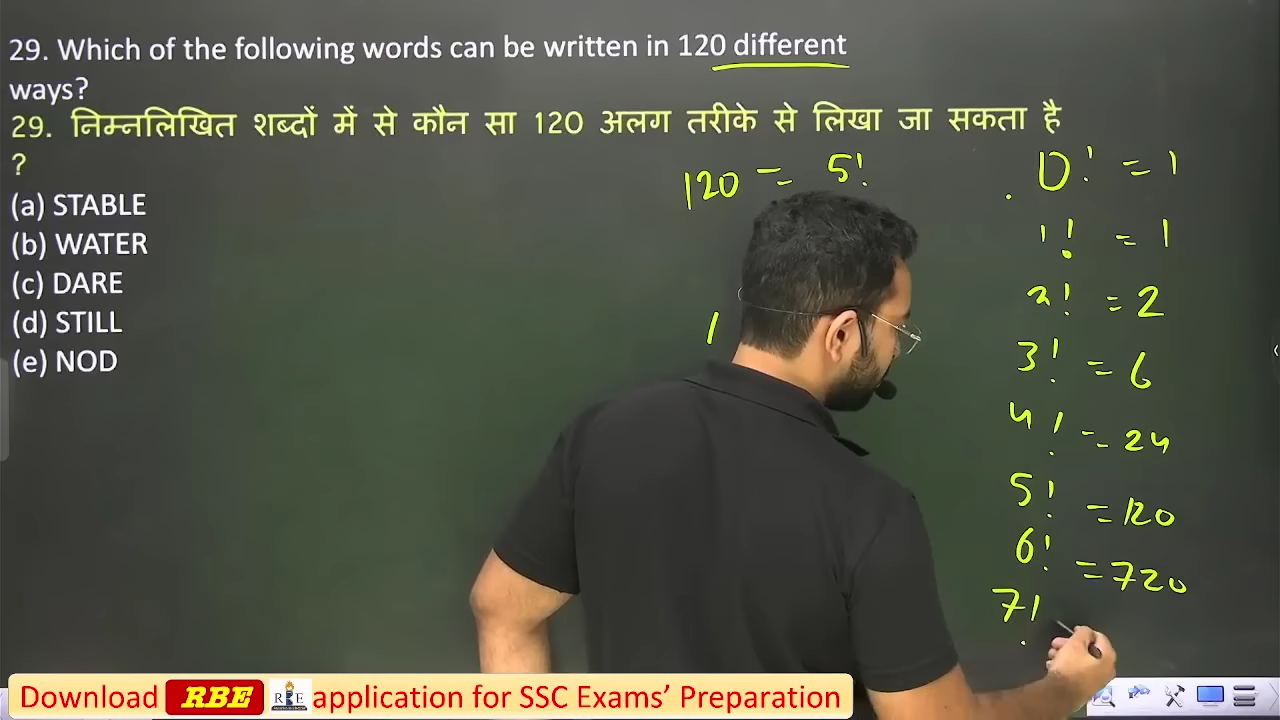 29. Which of the following words can be written in 120 different
ways?
29. निम्नलिखित शब्दों में से कौन सा 120 अलग तरीके से लिखा जा सकता है
?
(a) STABLE
(b) WATER
(c) DARE
(d) STILL
(e) NOD
120 = 5!
1
0! = 1
1! = 1
2! = 2
3! = 6
4! = 24
5! = 120
6! = 720
7!
Download RBE RBE application for SSC Exams’ Preparation